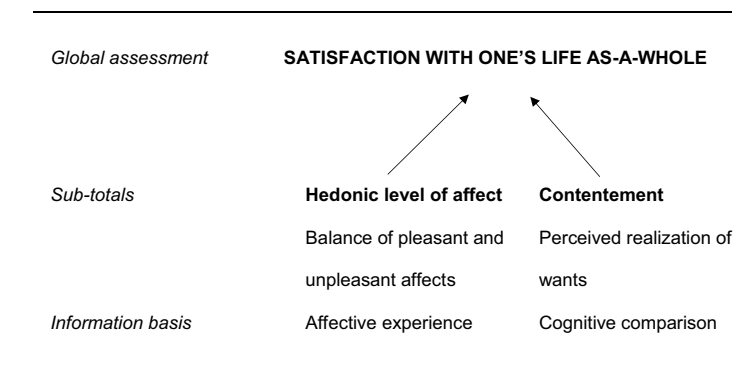 Global assessment SATISFACTION WITH ONE'S LIFE AS-A-WHOLE
Sub-totals Hedonic level of affect Contentement
Balance of pleasant and Perceived realization of
unpleasant affects wants
Information basis Affective experience Cognitive comparison